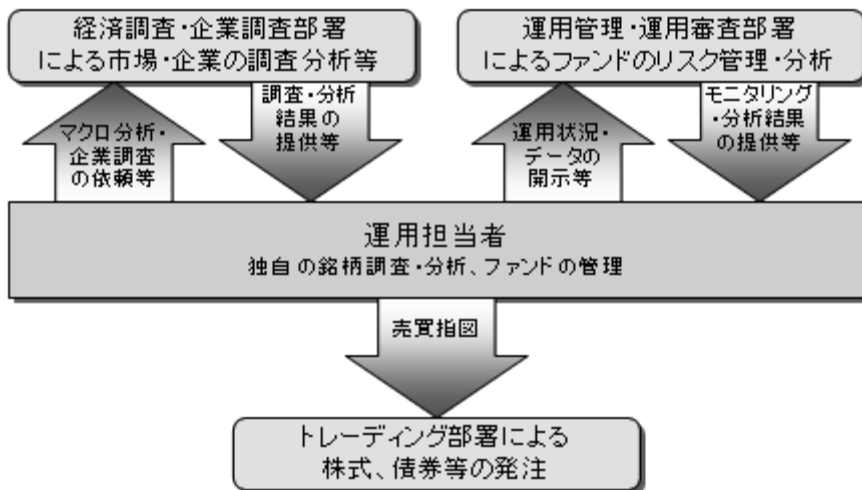 経済調査・企業調査部署
による市場・企業の調査分析等
運用管理・運用審査部署
によるファンドのリスク管理・分析
マクロ分析・
企業調査
の依頼等
調査・分析
結果の
提供等
運用状況・
データの
開示等
モニタリング
・分析結果
の提供等
運用担当者
独自の銘柄調査・分析、ファンドの管理
売買指図
トレーディング部署による
株式、債券等の発注